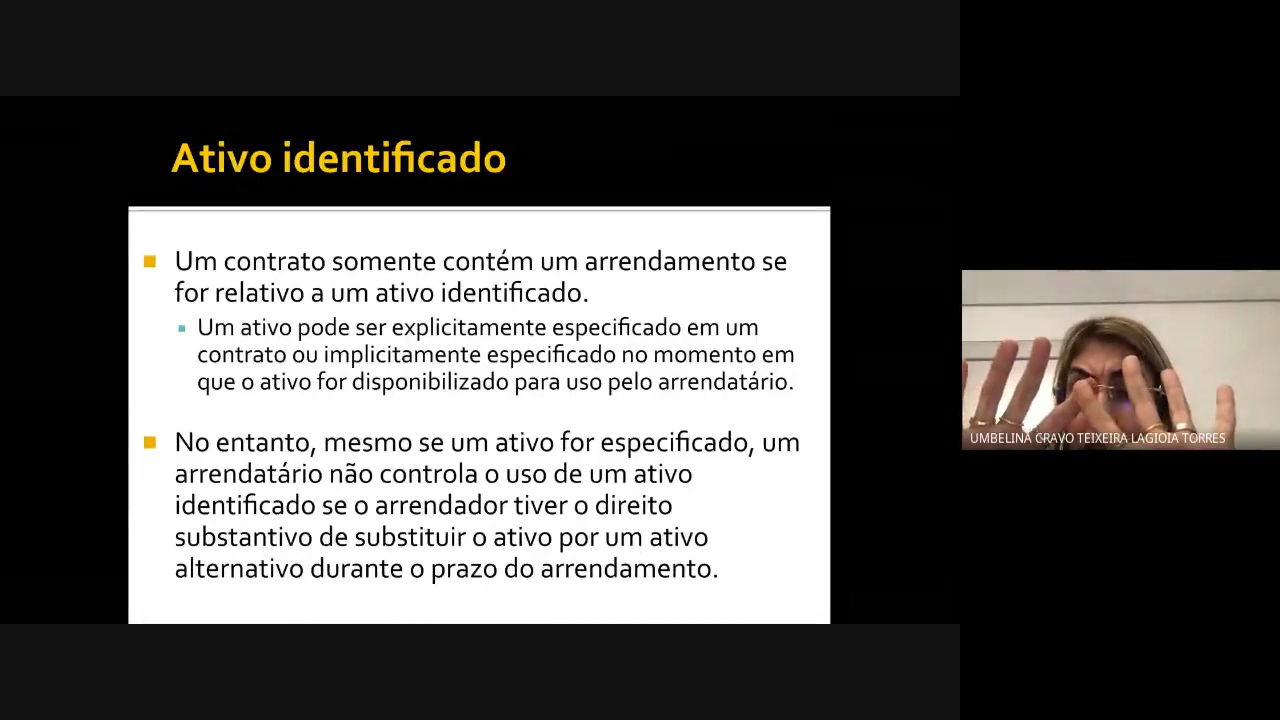 Ativo identificado
Um contrato somente contém um arrendamento se
for relativo a um ativo identificado.
Um ativo pode ser explicitamente especificado em um
contrato ou implicitamente especificado no momento em
que o ativo for disponibilizado para uso pelo arrendatário.
No entanto, mesmo se um ativo for especificado, um
arrendatário não controla o uso de um ativo
identificado se o arrendador tiver o direito
substantivo de substituir o ativo por um ativo
alternativo durante o prazo do arrendamento.
UMBELINA CRAVO TEIXEIRA LAGIOIA TORRES